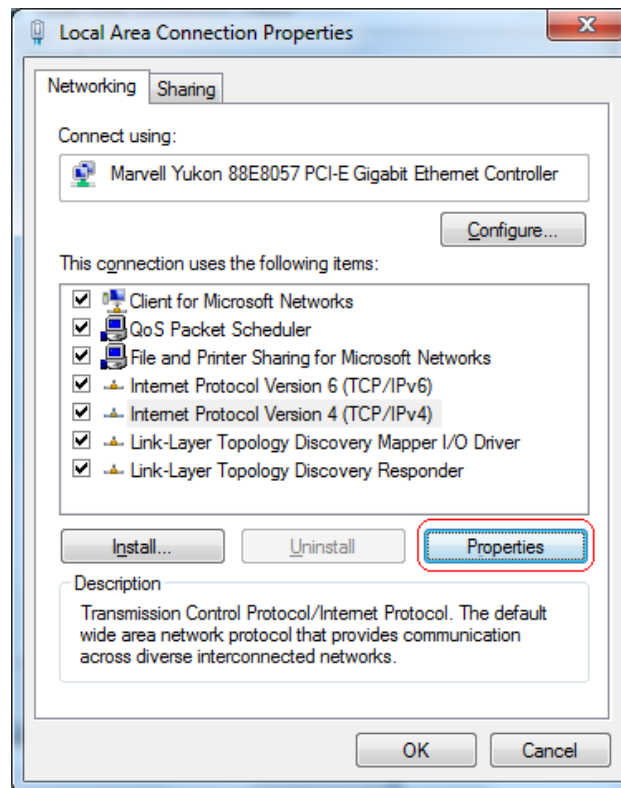 Local Area Connection Properties
Networking
Sharing
Connect using:
Marvell Yukon 88E8057 PCI-E Gigabit Ethernet Controller
Configure...
This connection uses the following items:
Client for Microsoft Networks
QoS Packet Scheduler
File and Printer Sharing for Microsoft Networks
Internet Protocol Version 6 (TCP/IPv6)
Internet Protocol Version 4 (TCP/IPv4)
Link-Layer Topology Discovery Mapper I/O Driver
Link-Layer Topology Discovery Responder
Install...
Uninstall
Properties
Description
Transmission Control Protocol/Internet Protocol. The default
wide area network protocol that provides communication
across diverse interconnected networks.
OK
Cancel